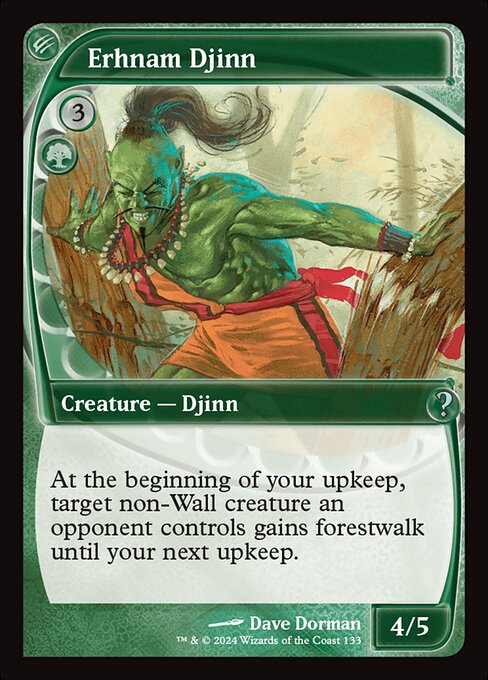 Erhnam Djinn
3
Creature — Djinn
?
At the beginning of your upkeep,
target non-Wall creature an
opponent controls gains forestwalk
until your next upkeep.
Dave Dorman
™ & © 2024 Wizards of the Coast 133
4/5